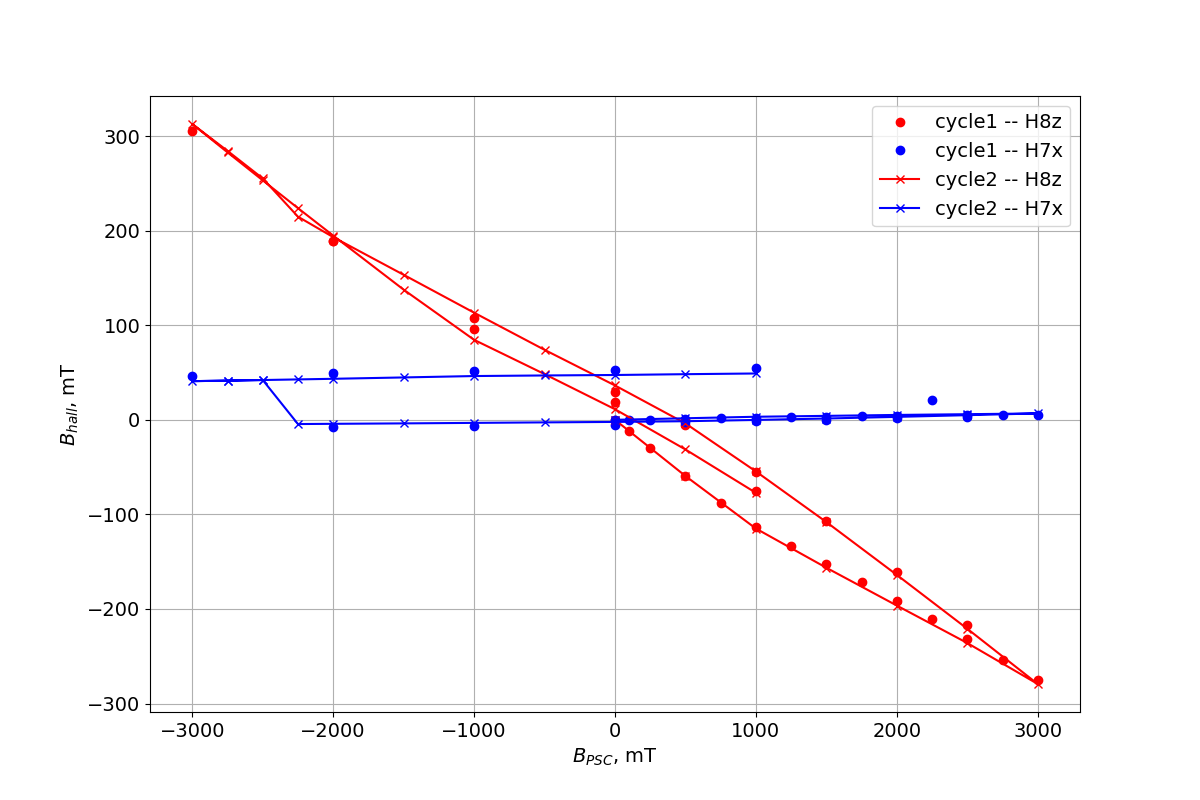 cycle1 -- H8z
cycle1 -- H7x
cycle2 -- H8z
cycle2 -- H7x
300
200
100
0
−100
−200
−300
B_hall, mT
−3000 −2000 −1000 0 1000 2000 3000
B_PSC, mT